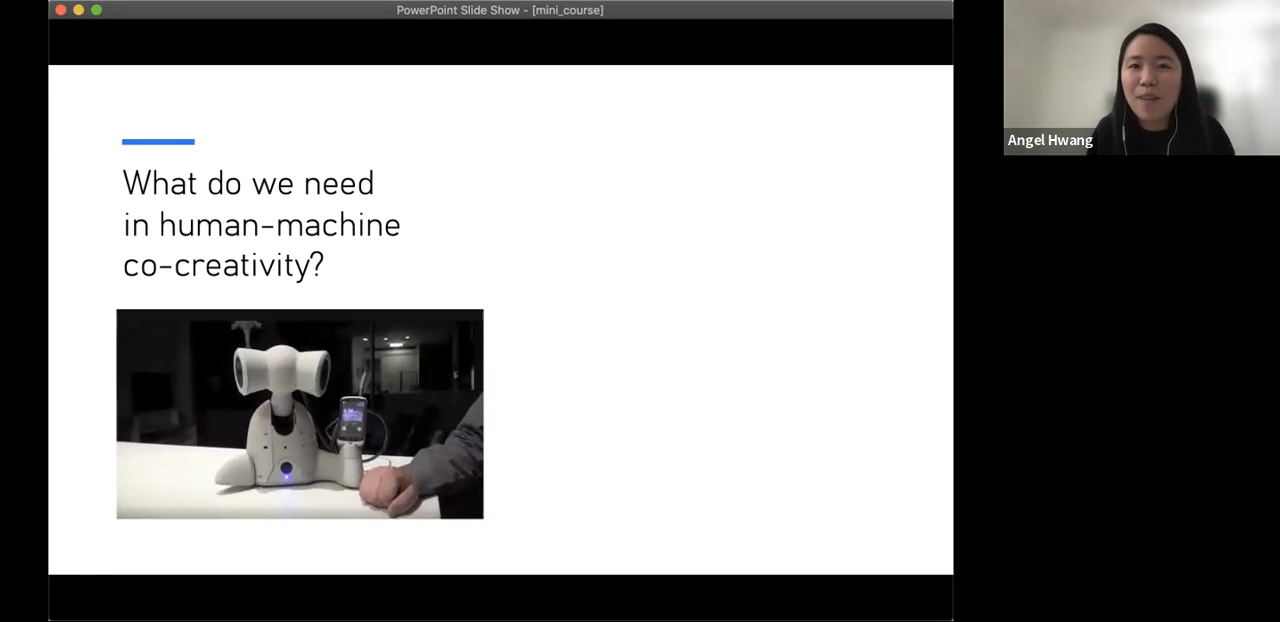 PowerPoint Slide Show - [mini_course]
What do we need
in human-machine
co-creativity?
Angel Hwang